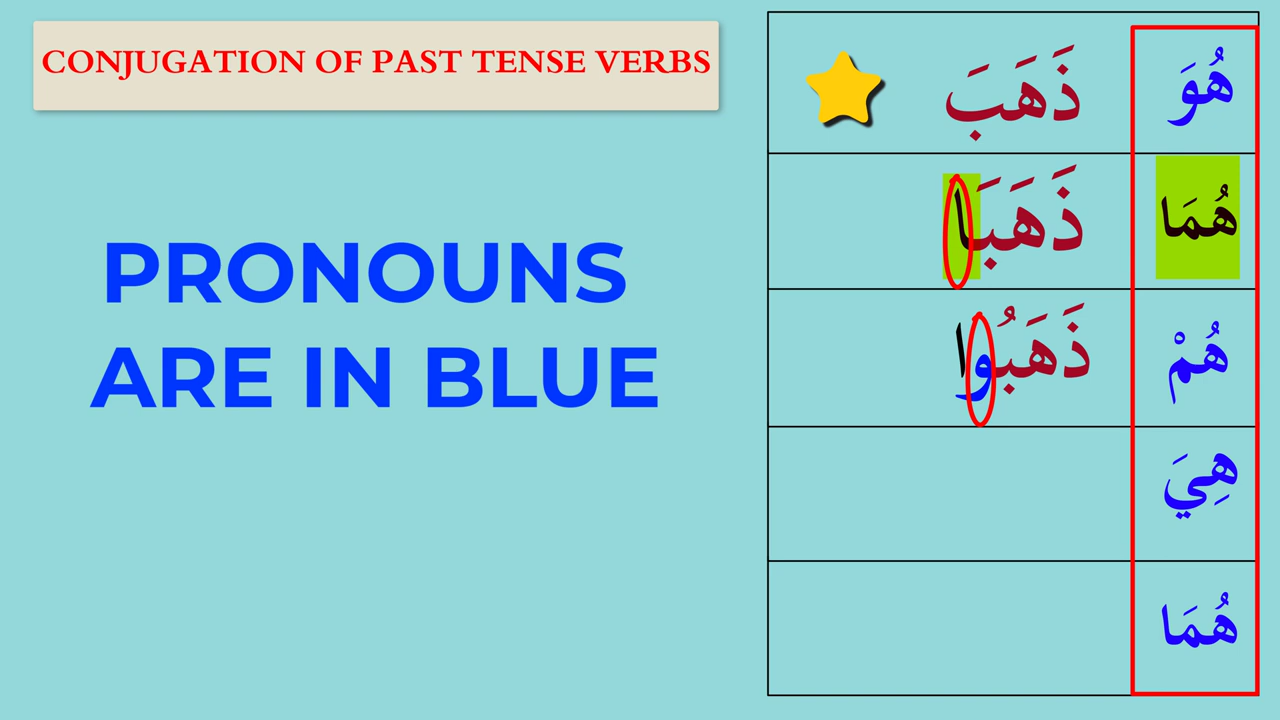 CONJUGATION OF PAST TENSE VERBS
PRONOUNS
ARE IN BLUE
هُوَ ذَهَبَ
هُمَا ذَهَبَا
هُمْ ذَهَبُوا
هِيَ
هُمَا